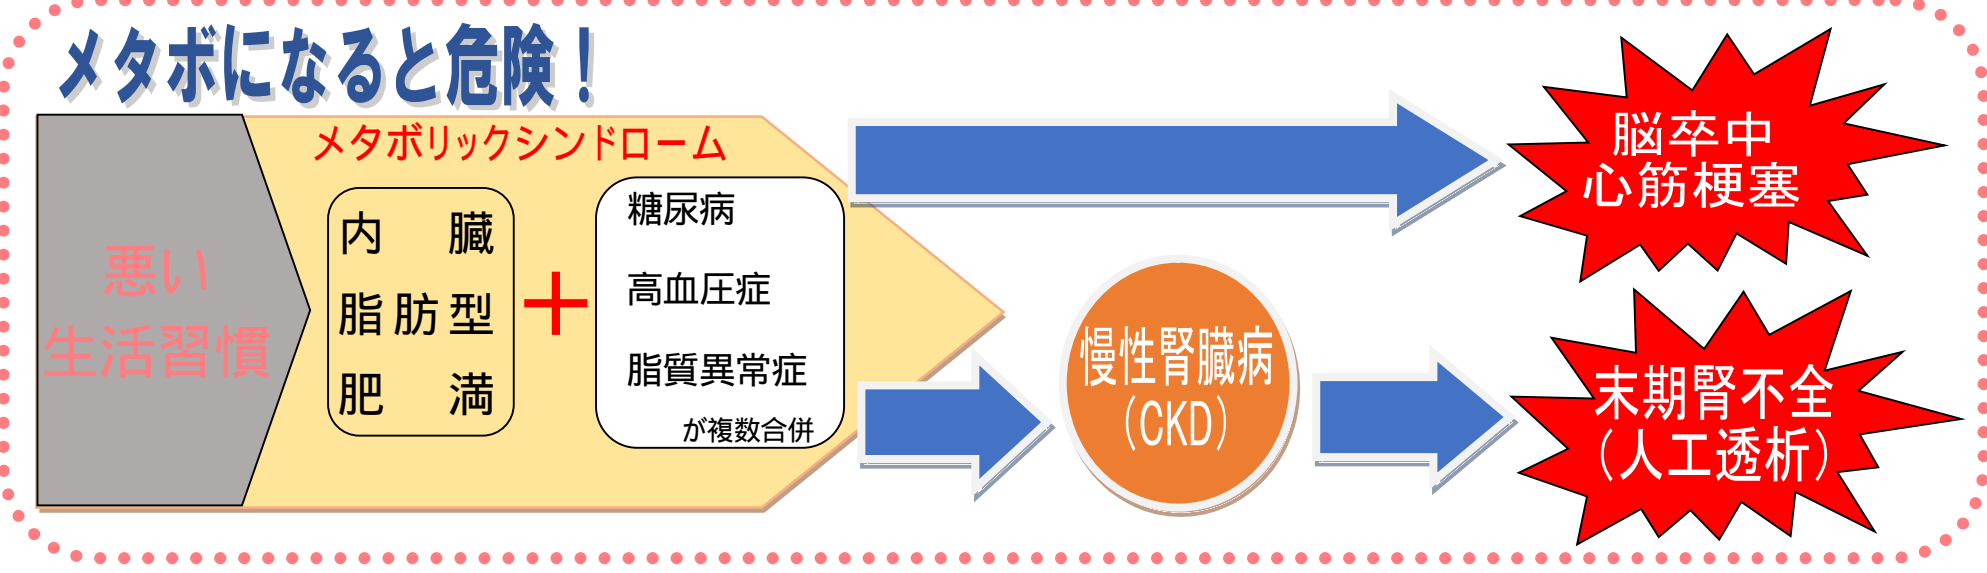 メタボになると危険！
悪い
生活習慣
メタボリックシンドローム
内臓
脂肪型
肥満
＋
糖尿病
高血圧症
脂質異常症
が複数合併
慢性腎臓病
（CKD）
脳卒中
心筋梗塞
末期腎不全
（人工透析）